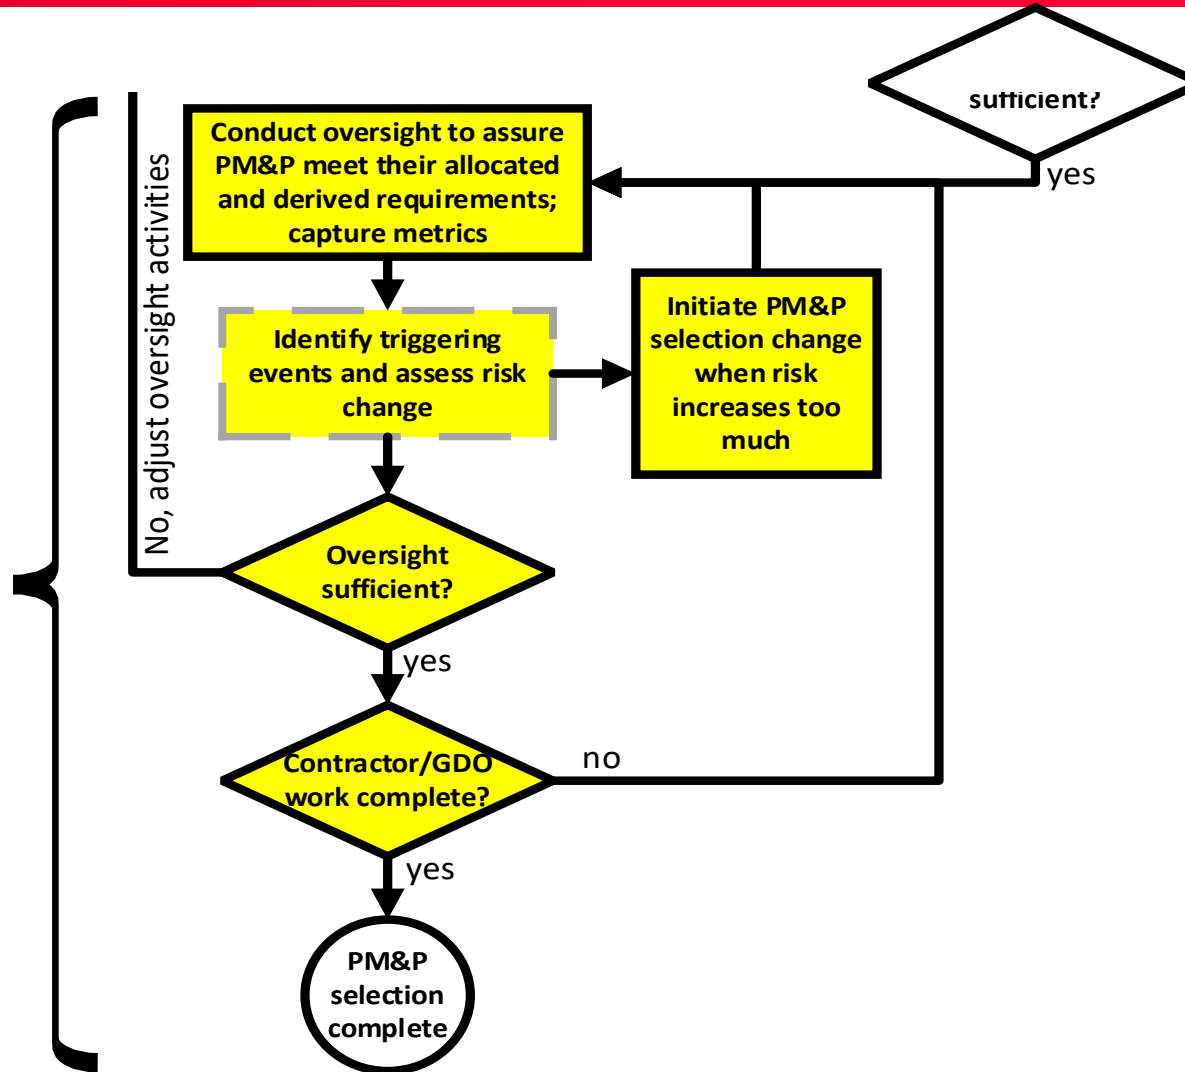 sufficient?
yes
Conduct oversight to assure
PM&P meet their allocated
and derived requirements;
capture metrics
No, adjust oversight activities
Identify triggering
events and assess risk
change
Initiate PM&P
selection change
when risk
increases too
much
Oversight
sufficient?
yes
Contractor/GDO
work complete?
no
yes
PM&P
selection
complete